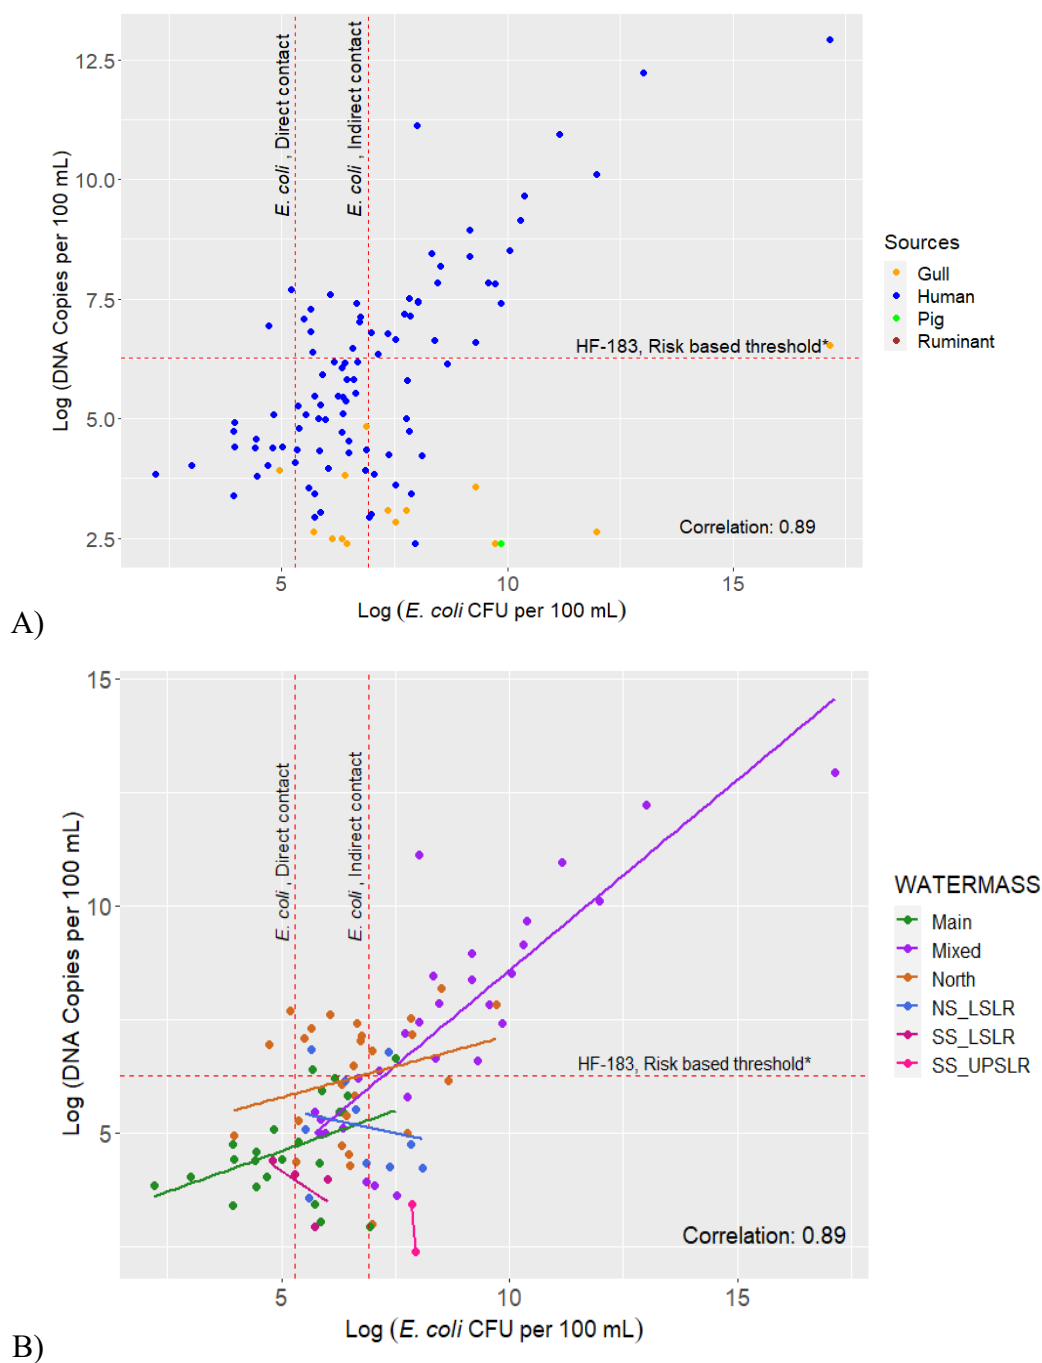 12.5
10.0
7.5
5.0
2.5
Log (DNA Copies per 100 mL)
E. coli , Direct contact
E. coli , Indirect contact
HF-183, Risk based threshold*
Correlation: 0.89
5
10
15
Log (E. coli CFU per 100 mL)
Sources
Gull
Human
Pig
Ruminant
A)
15
10
5
Log (DNA Copies per 100 mL)
E. coli , Direct contact
E. coli , Indirect contact
HF-183, Risk based threshold*
Correlation: 0.89
5
10
15
Log (E. coli CFU per 100 mL)
WATERMASS
Main
Mixed
North
NS_LSLR
SS_LSLR
SS_UPSLR
B)